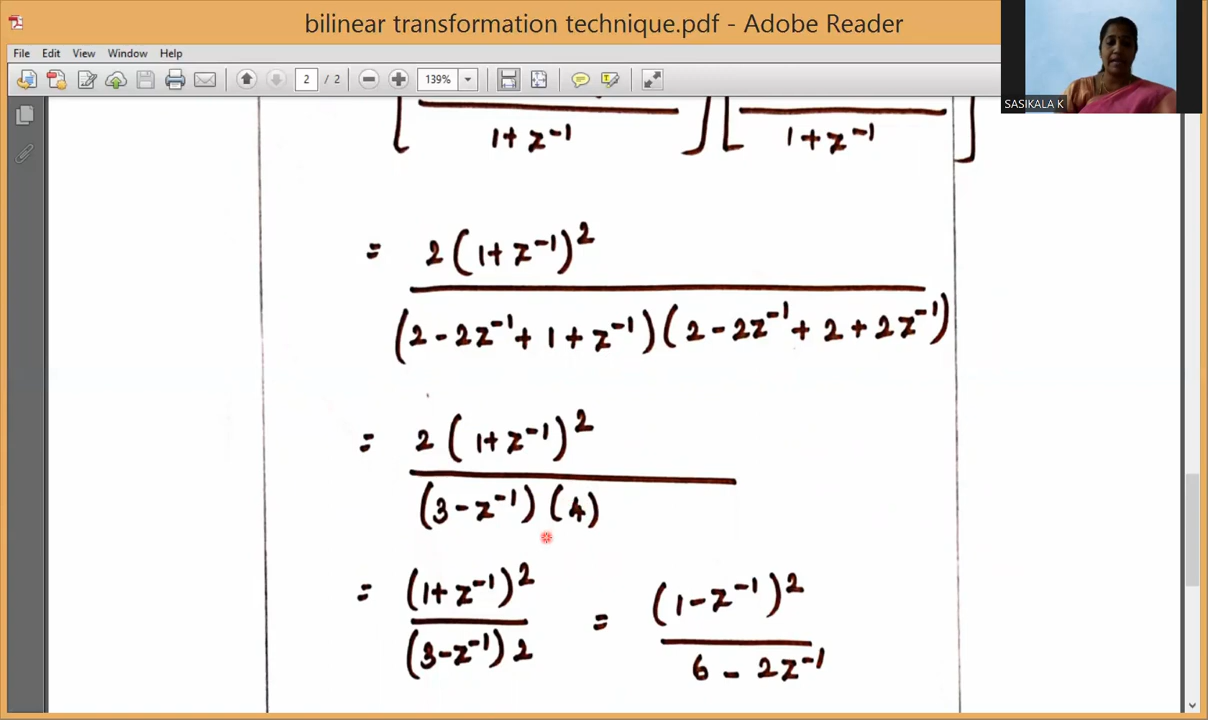 bilinear transformation technique.pdf - Adobe Reader
File Edit View Window Help
2 / 2 139%
SASIKALA K
1+z⁻¹ 1+z⁻¹
= 2(1+z⁻¹)²
(2-2z⁻¹+1+z⁻¹)(2-2z⁻¹+2+2z⁻¹)
= 2(1+z⁻¹)²
(3-z⁻¹)(4)
= (1+z⁻¹)² = (1-z⁻¹)²
(3-z⁻¹)2 6-2z⁻¹